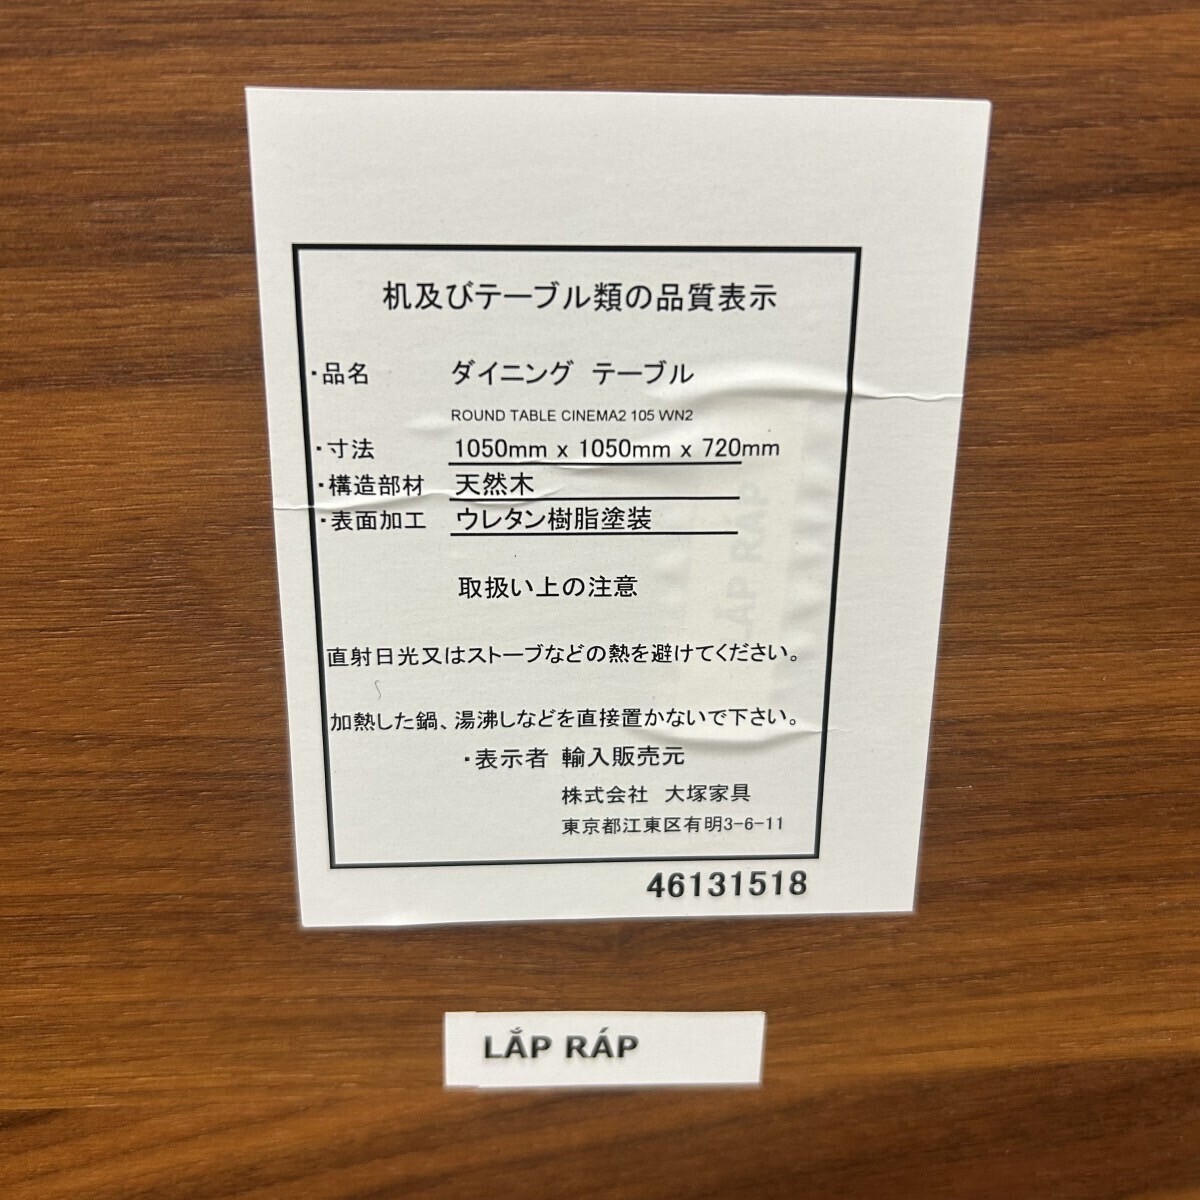 机及びテーブル類の品質表示
・品名 ダイニング テーブル
ROUND TABLE CINEMA2 105 WN2
・寸法 1050mm x 1050mm x 720mm
・構造部材 天然木
・表面加工 ウレタン樹脂塗装
取扱い上の注意
直射日光又はストーブなどの熱を避けてください。
加熱した鍋、湯沸しなどを直接置かないで下さい。
・表示者 輸入販売元
株式会社 大塚家具
東京都江東区有明3-6-11
46131518
LẮP RÁP
LẮP RÁP